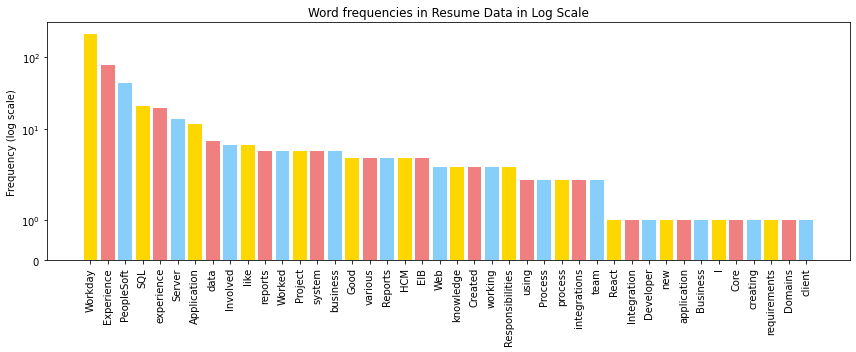 Word frequencies in Resume Data in Log Scale
Frequency (log scale)
10²
10¹
10⁰
0
Workday
Experience
PeopleSoft
SQL
experience
Server
Application
data
Involved
like
reports
Worked
Project
system
business
Good
various
Reports
HCM
EIB
Web
knowledge
Created
working
Responsibilities
using
Process
process
integrations
team
React
Integration
Developer
new
application
Business
I
Core
creating
requirements
Domains
client